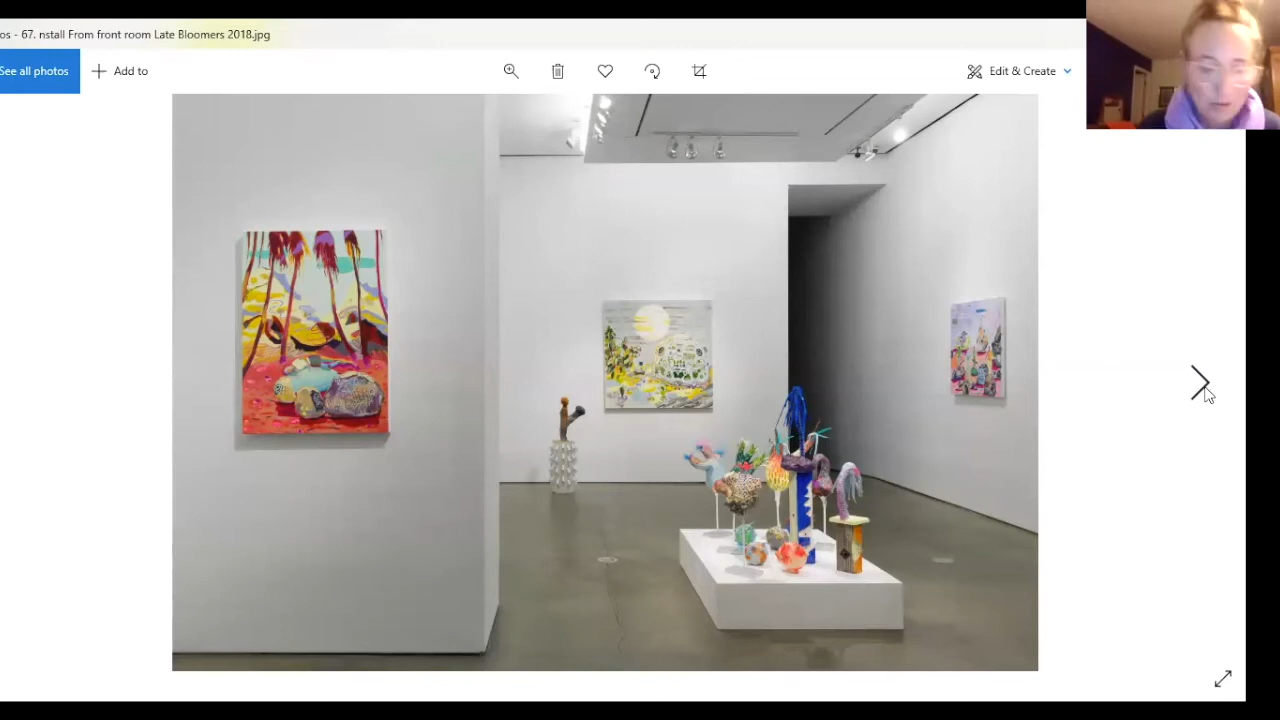 os - 67. nstall From front room Late Bloomers 2018.jpg
See all photos
Add to
Edit & Create